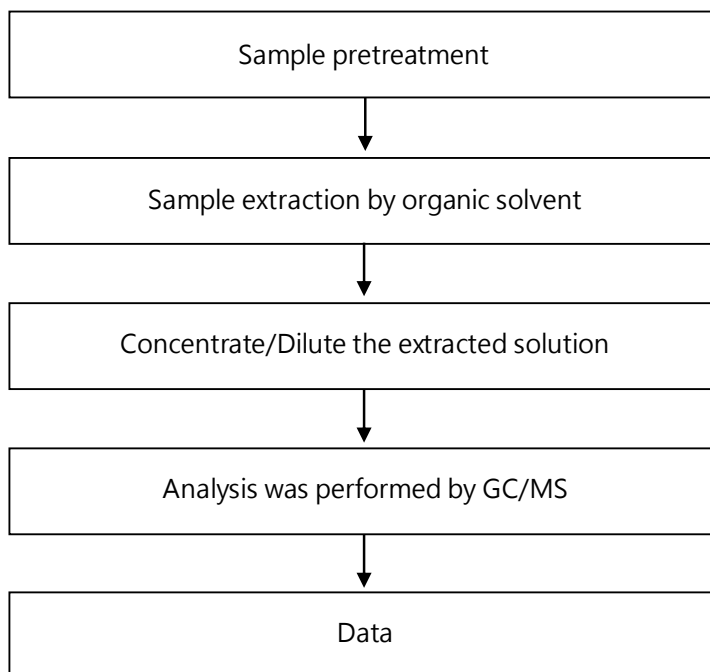 Sample pretreatment
Sample extraction by organic solvent
Concentrate/Dilute the extracted solution
Analysis was performed by GC/MS
Data